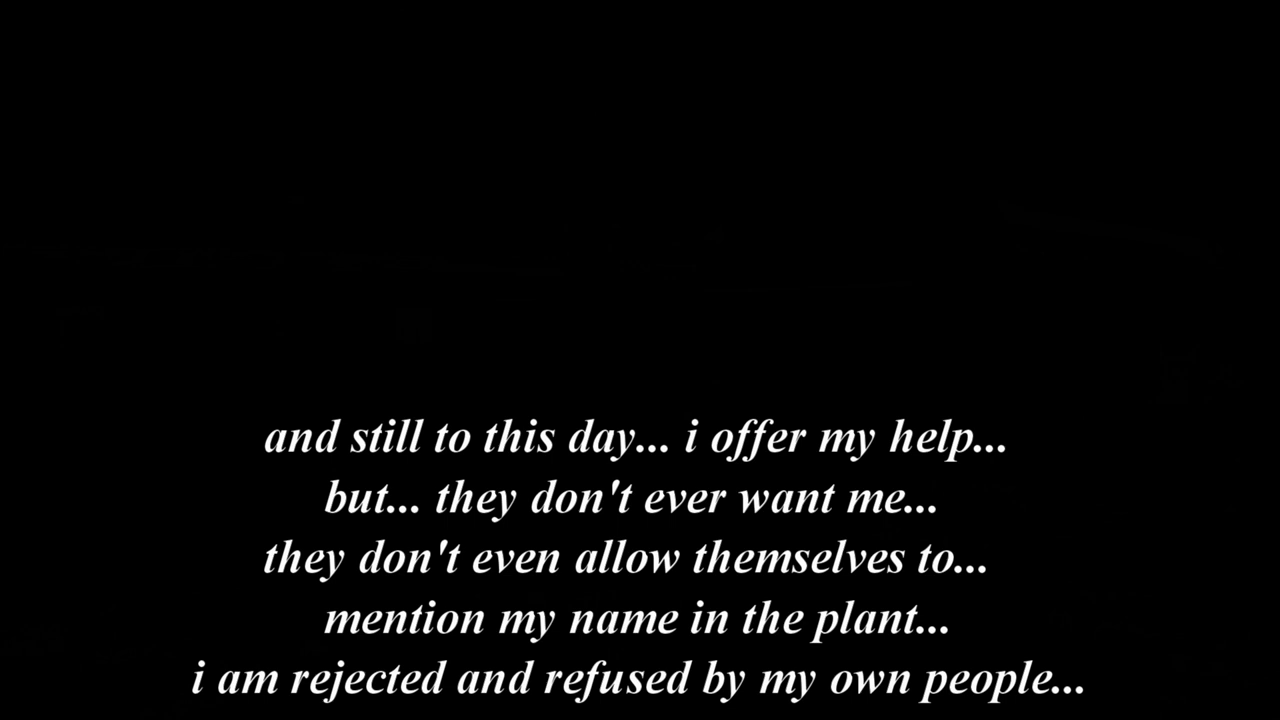 and still to this day... i offer my help...
but... they don't ever want me...
they don't even allow themselves to...
mention my name in the plant...
i am rejected and refused by my own people...